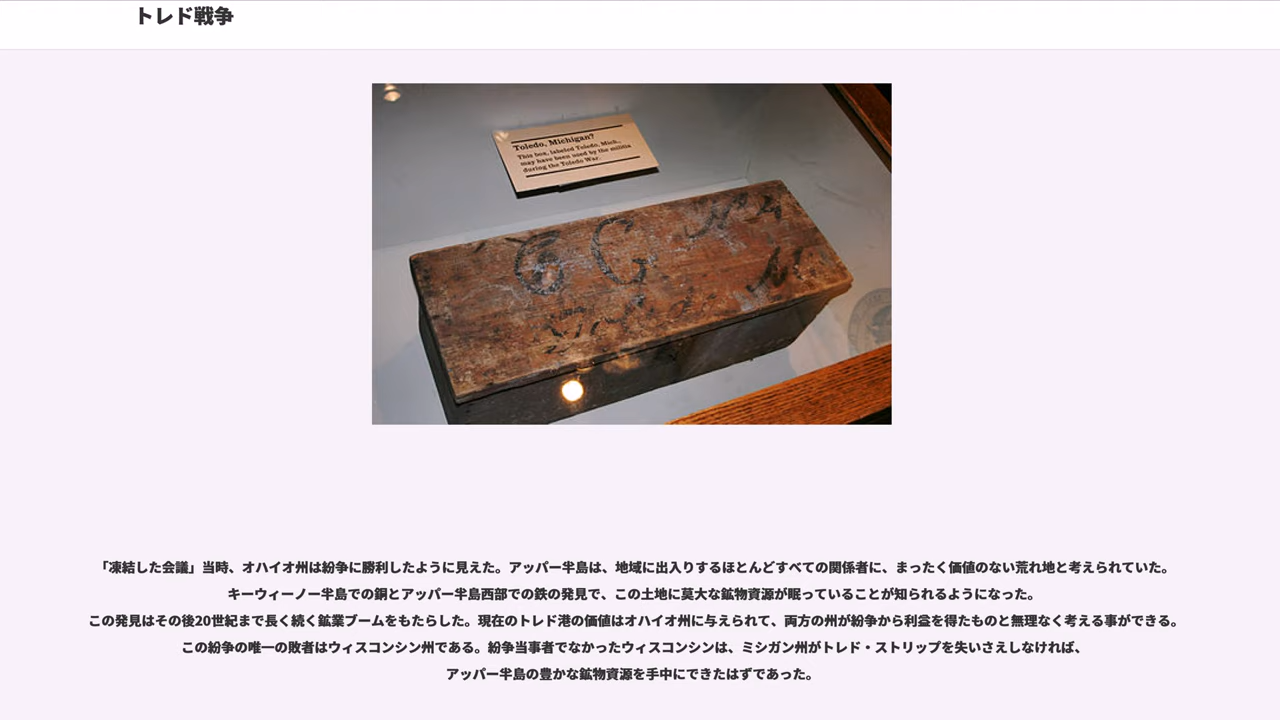 トレド戦争
Toledo, Michigan?
This box, labeled Toledo, Mich.,
may have been used by the militia
during the Toledo War.
C G No 4
Toledo M
「凍結した会議」当時、オハイオ州は紛争に勝利したように見えた。アッパー半島は、地域に出入りするほとんどすべての関係者に、まったく価値のない荒れ地と考えられていた。
キーウィーノー半島での銅とアッパー半島西部での鉄の発見で、この土地に莫大な鉱物資源が眠っていることが知られるようになった。
この発見はその後20世紀まで長く続く鉱業ブームをもたらした。現在のトレド港の価値はオハイオ州に与えられて、両方の州が紛争から利益を得たものと無理なく考える事ができる。
この紛争の唯一の敗者はウィスコンシン州である。紛争当事者でなかったウィスコンシンは、ミシガン州がトレド・ストリップを失いさえしなければ、
アッパー半島の豊かな鉱物資源を手中にできたはずであった。